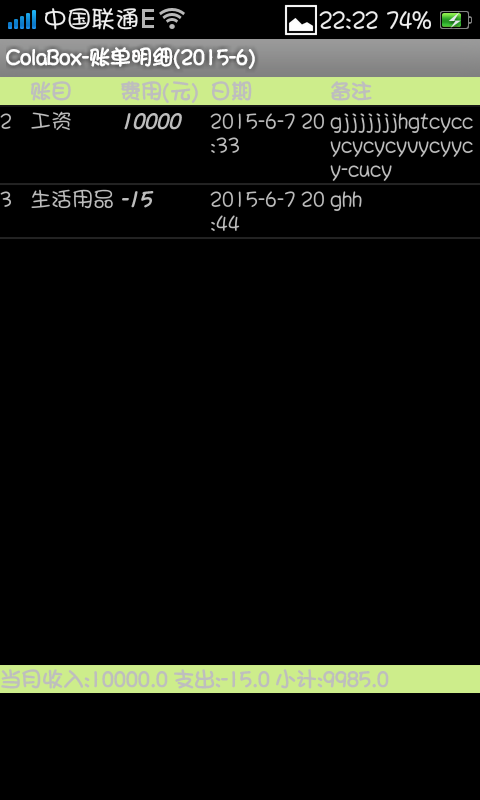 中国联通E 22:22 74%
ColaBox-账单明细(2015-6)
账目 费用(元) 日期 备注
2 工资 10000 2015-6-7 20 gjjjjjjjhgtcycc
:33 ycycycycyvycyyc
y-cucy
3 生活用品 -15 2015-6-7 20 ghh
:44
当月收入:10000.0 支出:-15.0 小计:9985.0